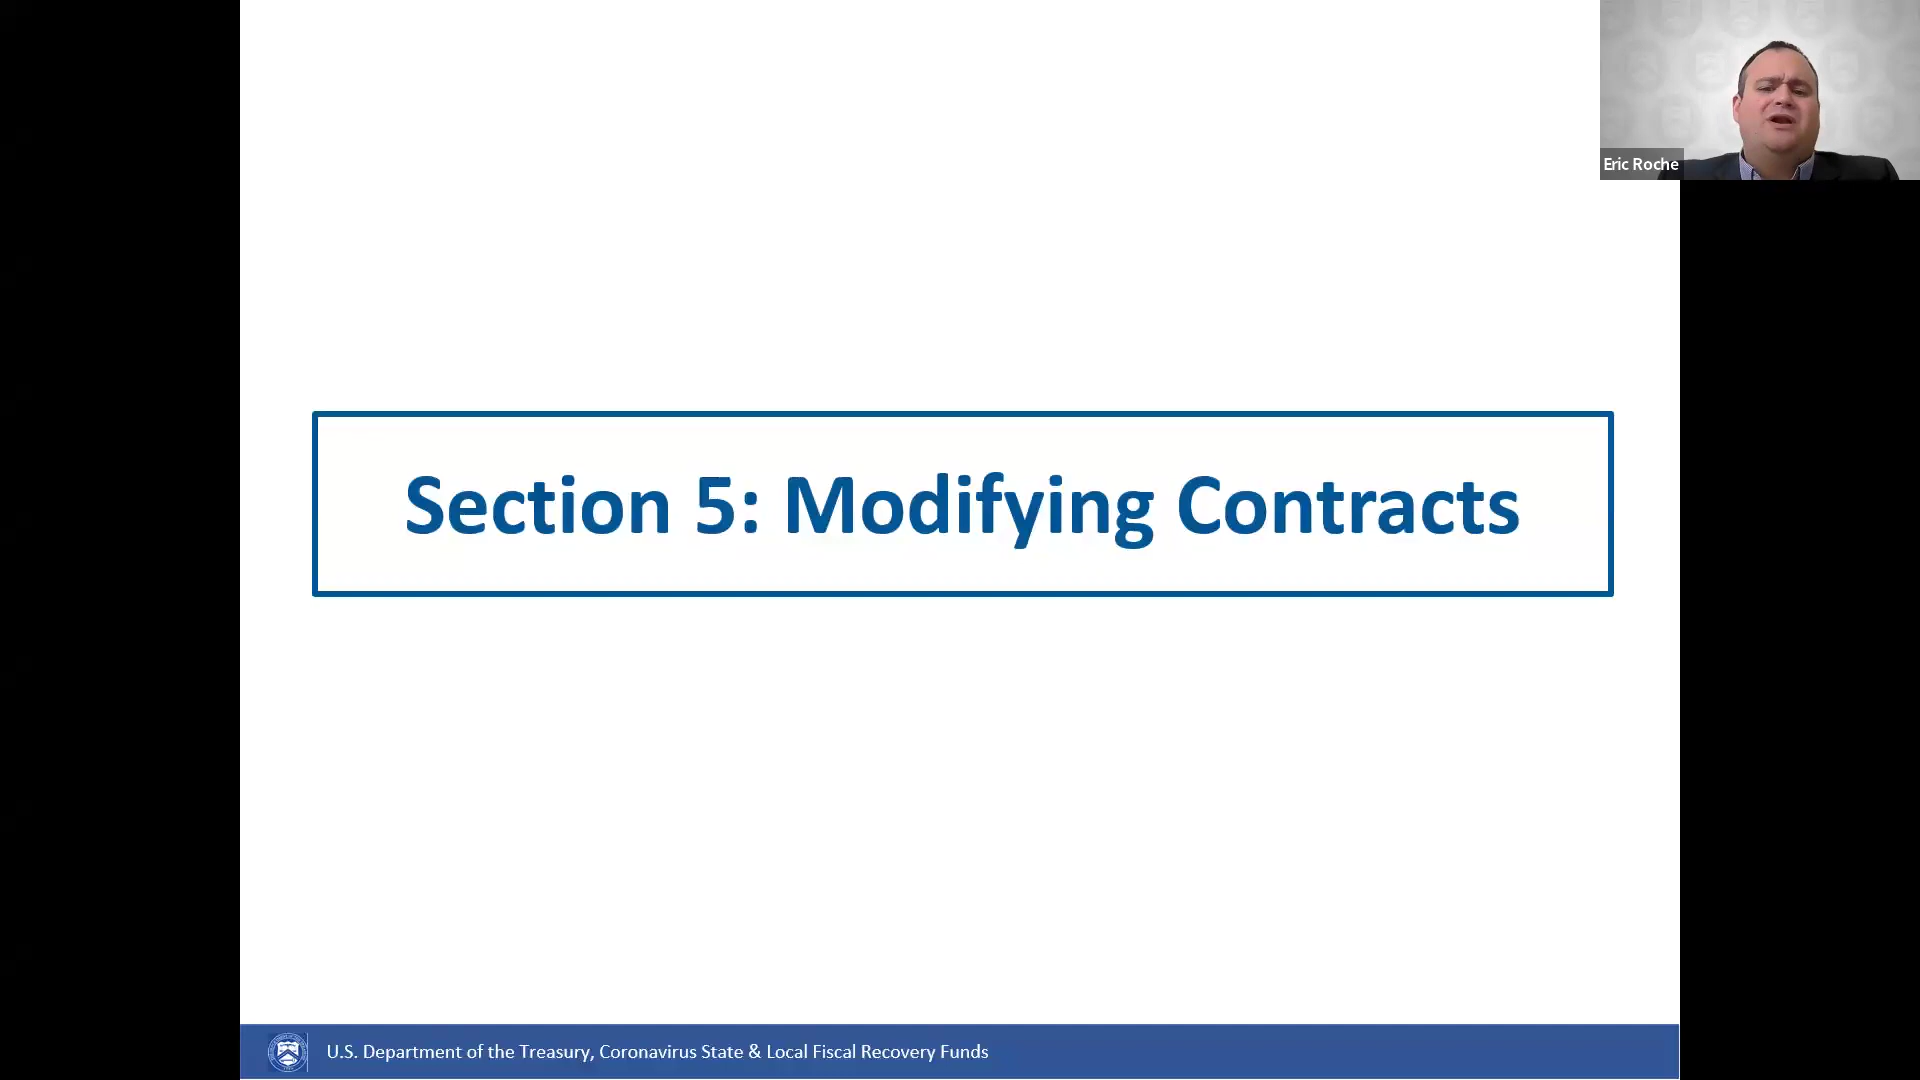 Eric Roche
Section 5: Modifying Contracts
U.S. Department of the Treasury, Coronavirus State & Local Fiscal Recovery Funds